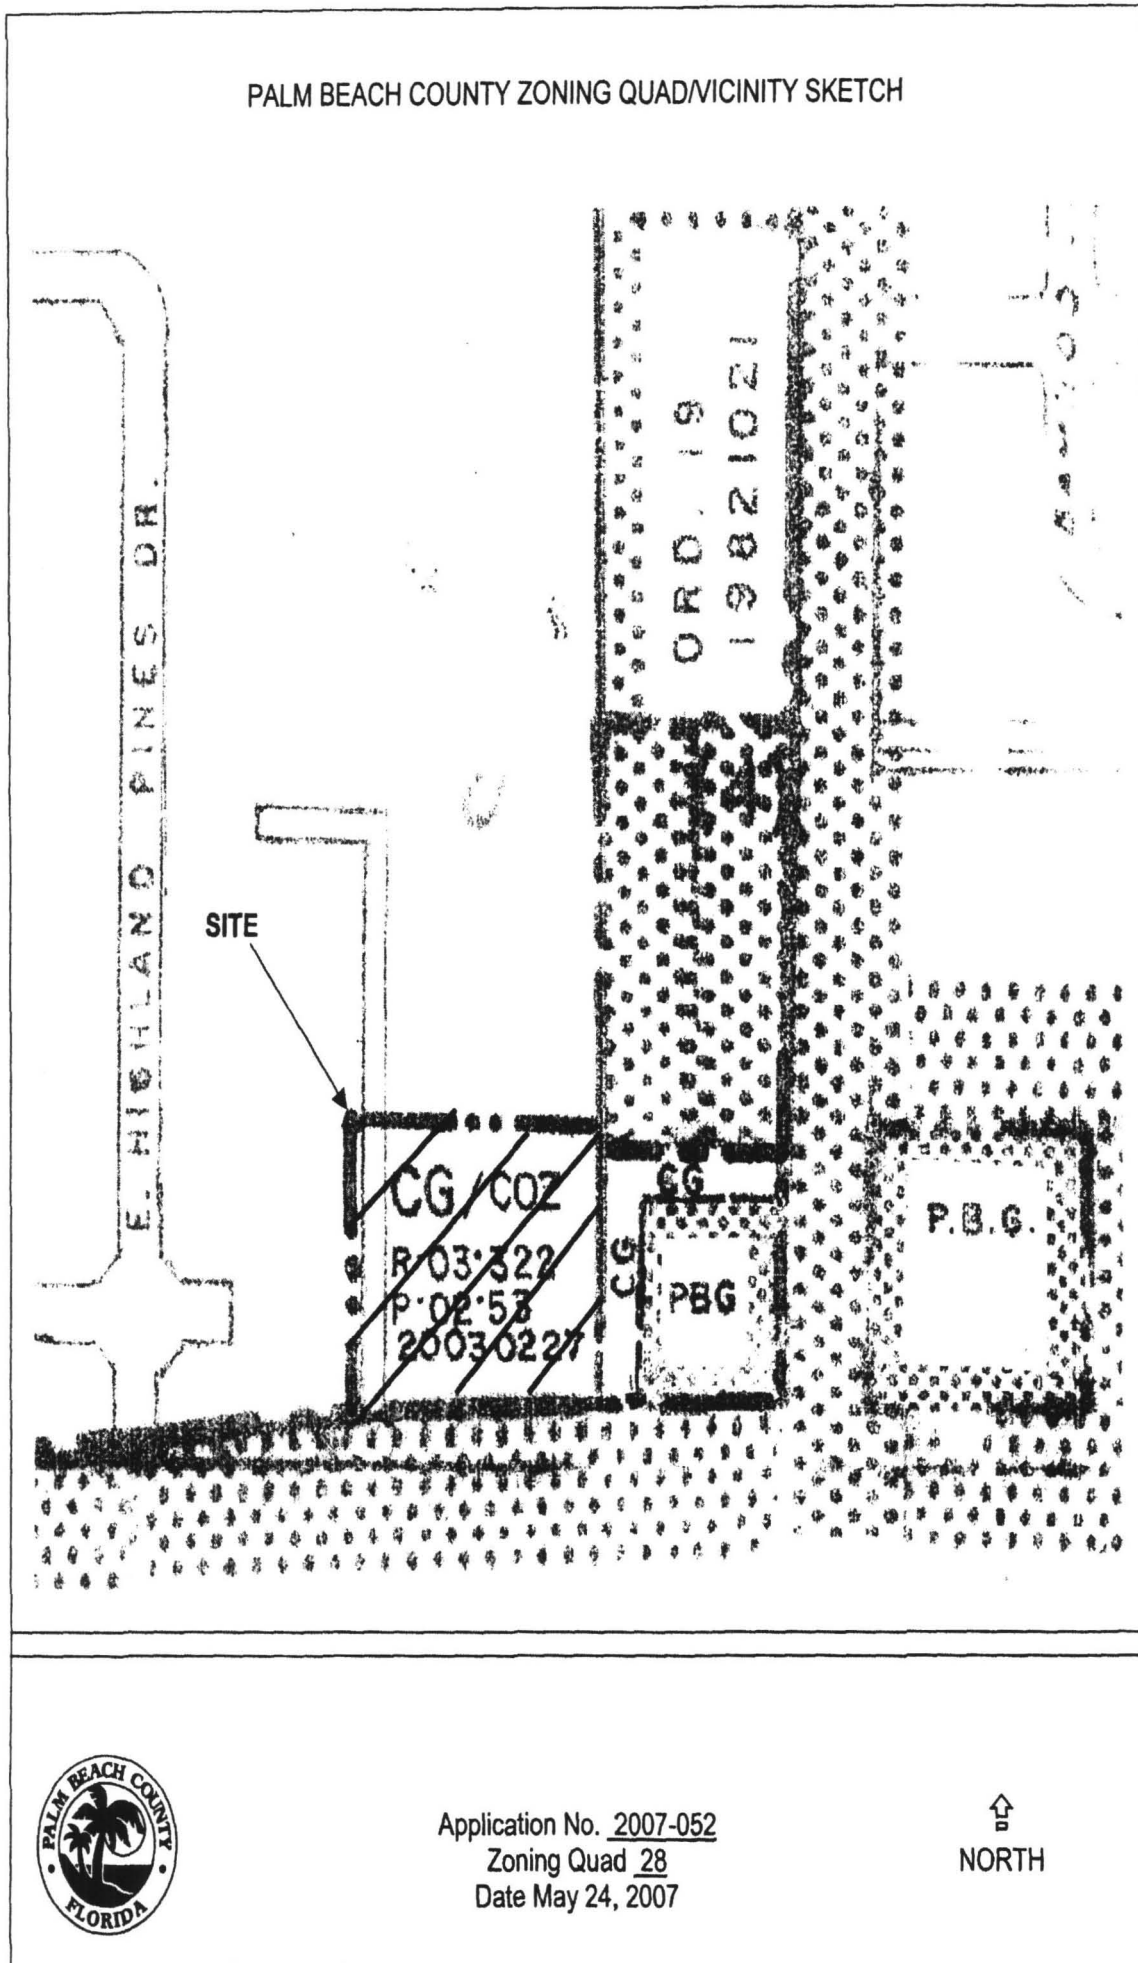 PALM BEACH COUNTY ZONING QUAD/VICINITY SKETCH
E. HIGHLAND PINES DR.
ORD. 19
19821021
SITE
CG/COZ
R·03·322
P·02·53
20030227
CG
CG
PBG
P.B.G.
PALM BEACH COUNTY
FLORIDA
Application No. 2007-052
Zoning Quad 28
Date May 24, 2007
NORTH